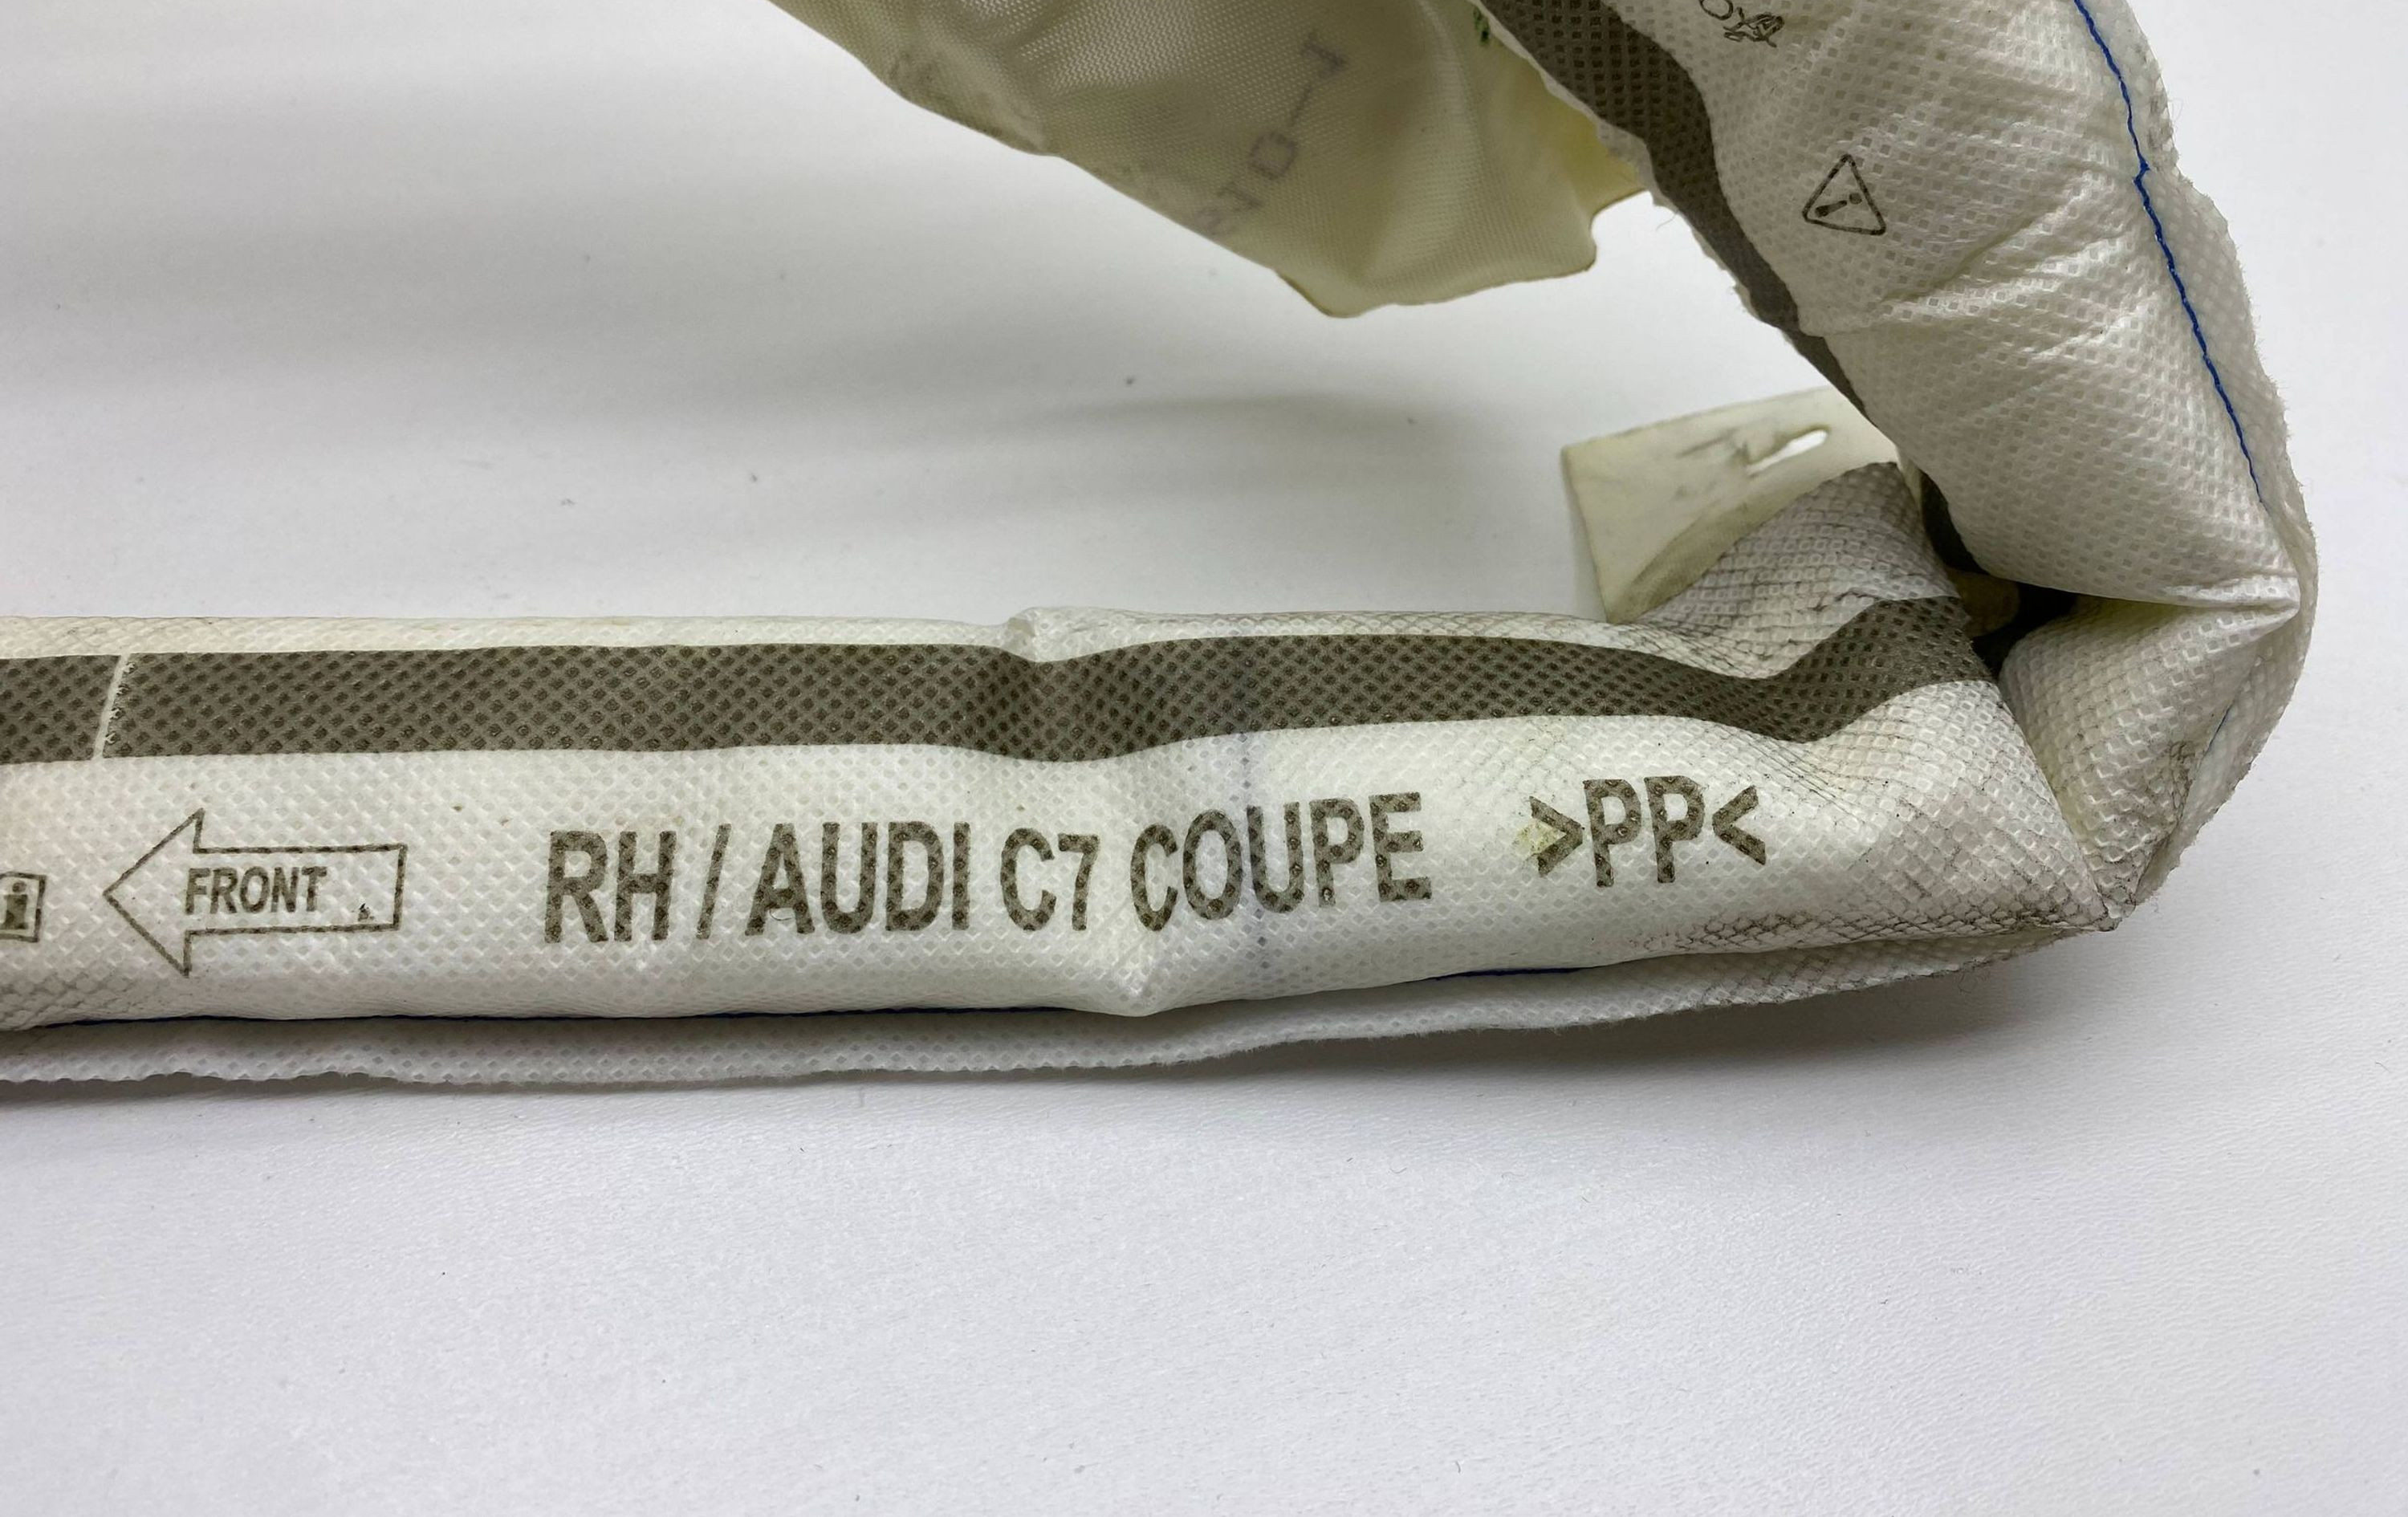 FRONT
RH / AUDI C7 COUPE >PP<